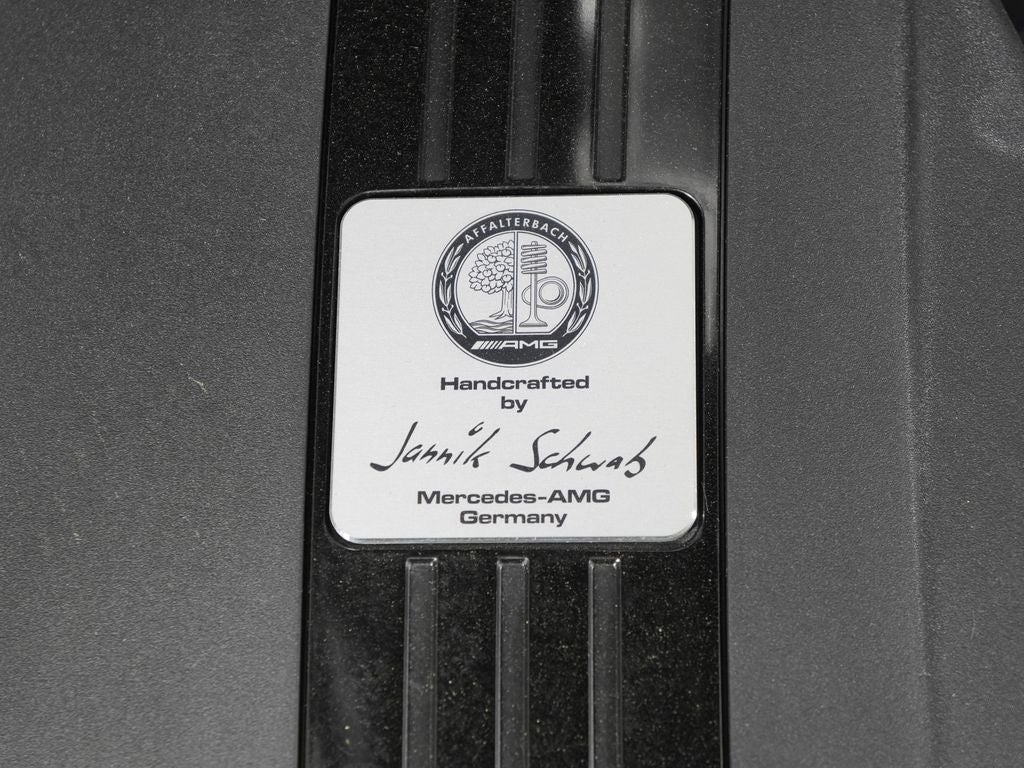 AFFALTERBACH
AMG
Handcrafted
by
Jannik Schwab
Mercedes-AMG
Germany